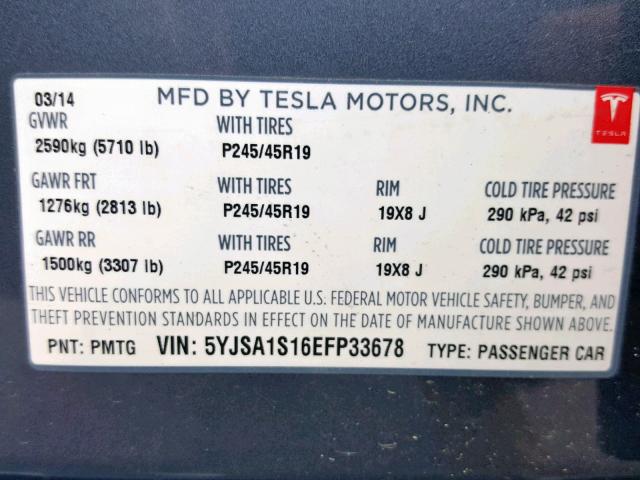 03/14 MFD BY TESLA MOTORS, INC.
TESLA
GVWR WITH TIRES
2590kg (5710 lb) P245/45R19
GAWR FRT WITH TIRES RIM COLD TIRE PRESSURE
1276kg (2813 lb) P245/45R19 19X8 J 290 kPa, 42 psi
GAWR RR WITH TIRES RIM COLD TIRE PRESSURE
1500kg (3307 lb) P245/45R19 19X8 J 290 kPa, 42 psi
THIS VEHICLE CONFORMS TO ALL APPLICABLE U.S. FEDERAL MOTOR VEHICLE SAFETY, BUMPER, AND
THEFT PREVENTION STANDARDS IN EFFECT ON THE DATE OF MANUFACTURE SHOWN ABOVE.
PNT: PMTG VIN: 5YJSA1S16EFP33678 TYPE: PASSENGER CAR